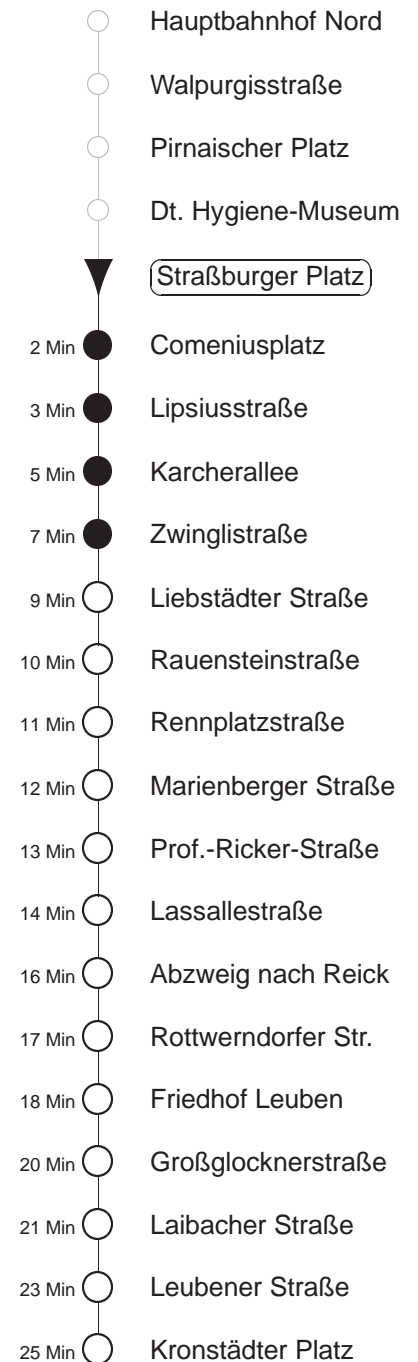 Hauptbahnhof Nord
Walpurgisstraße
Pirnaischer Platz
Dt. Hygiene-Museum
Straßburger Platz
2 Min Comeniusplatz
3 Min Lipsiusstraße
5 Min Karcherallee
7 Min Zwinglistraße
9 Min Liebstädter Straße
10 Min Rauensteinstraße
11 Min Rennplatzstraße
12 Min Marienberger Straße
13 Min Prof.-Ricker-Straße
14 Min Lassallestraße
16 Min Abzweig nach Reick
17 Min Rottwerndorfer Str.
18 Min Friedhof Leuben
20 Min Großglocknerstraße
21 Min Laibacher Straße
23 Min Leubener Straße
25 Min Kronstädter Platz